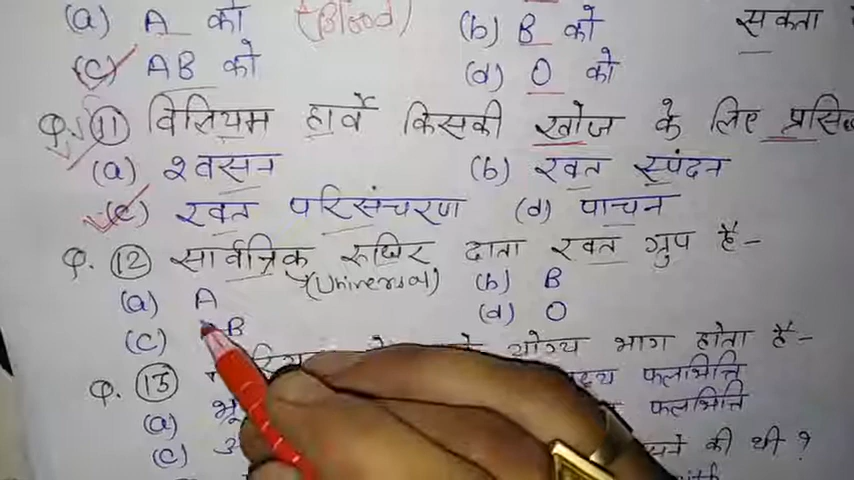 (a) A को (Blood) (b) B को सकता
(c) AB को (d) O को
Q. 11 विलियम हार्वे किसकी खोज के लिए प्रसि
(a) श्वसन (b) रक्त स्पंदन
(c) रक्त परिसंचरण (d) पाचन
Q. 12 सार्वत्रिक रूधिर दाता रक्त ग्रुप है-
(Universal)
(a) A (b) B
(c) B (d) O
Q. 13 योग्य भाग होता है-
(a) फलभित्ति
(c) फलभित्ति
की थी ?